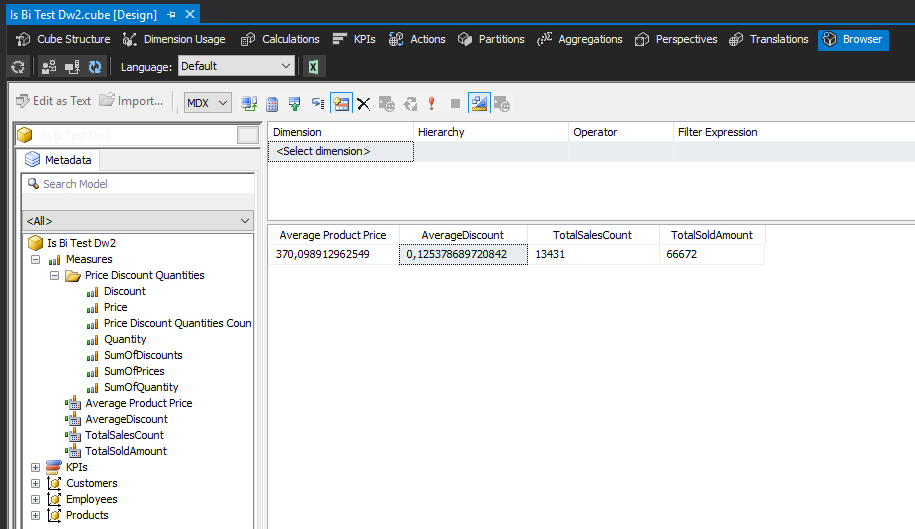 Is Bi Test Dw2.cube [Design]
Cube Structure Dimension Usage Calculations KPIs Actions Partitions Aggregations Perspectives Translations Browser
Language: Default
Edit as Text Import... MDX
Is Bi Test Dw2
Metadata
Search Model
<All>
Is Bi Test Dw2
Measures
Price Discount Quantities
Discount
Price
Price Discount Quantities Coun
Quantity
SumOfDiscounts
SumOfPrices
SumOfQuantity
Average Product Price
AverageDiscount
TotalSalesCount
TotalSoldAmount
KPIs
Customers
Employees
Products
Dimension Hierarchy Operator Filter Expression
<Select dimension>
Average Product Price AverageDiscount TotalSalesCount TotalSoldAmount
370,098912962549 0,125378689720842 13431 66672